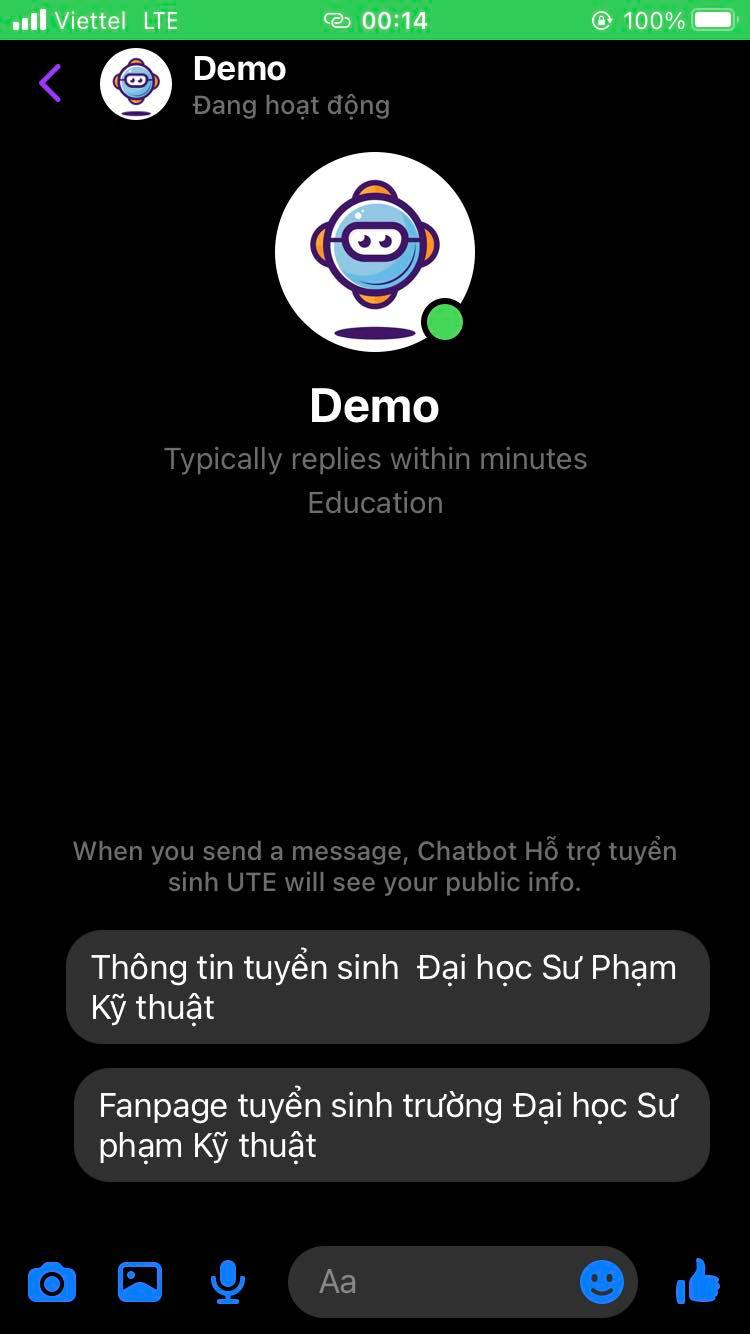 Viettel LTE 00:14 100%
Demo
Đang hoạt động
Demo
Typically replies within minutes
Education
When you send a message, Chatbot Hỗ trợ tuyển
sinh UTE will see your public info.
Thông tin tuyển sinh  Đại học Sư Phạm
Kỹ thuật
Fanpage tuyển sinh trường Đại học Sư
phạm Kỹ thuật
Aa